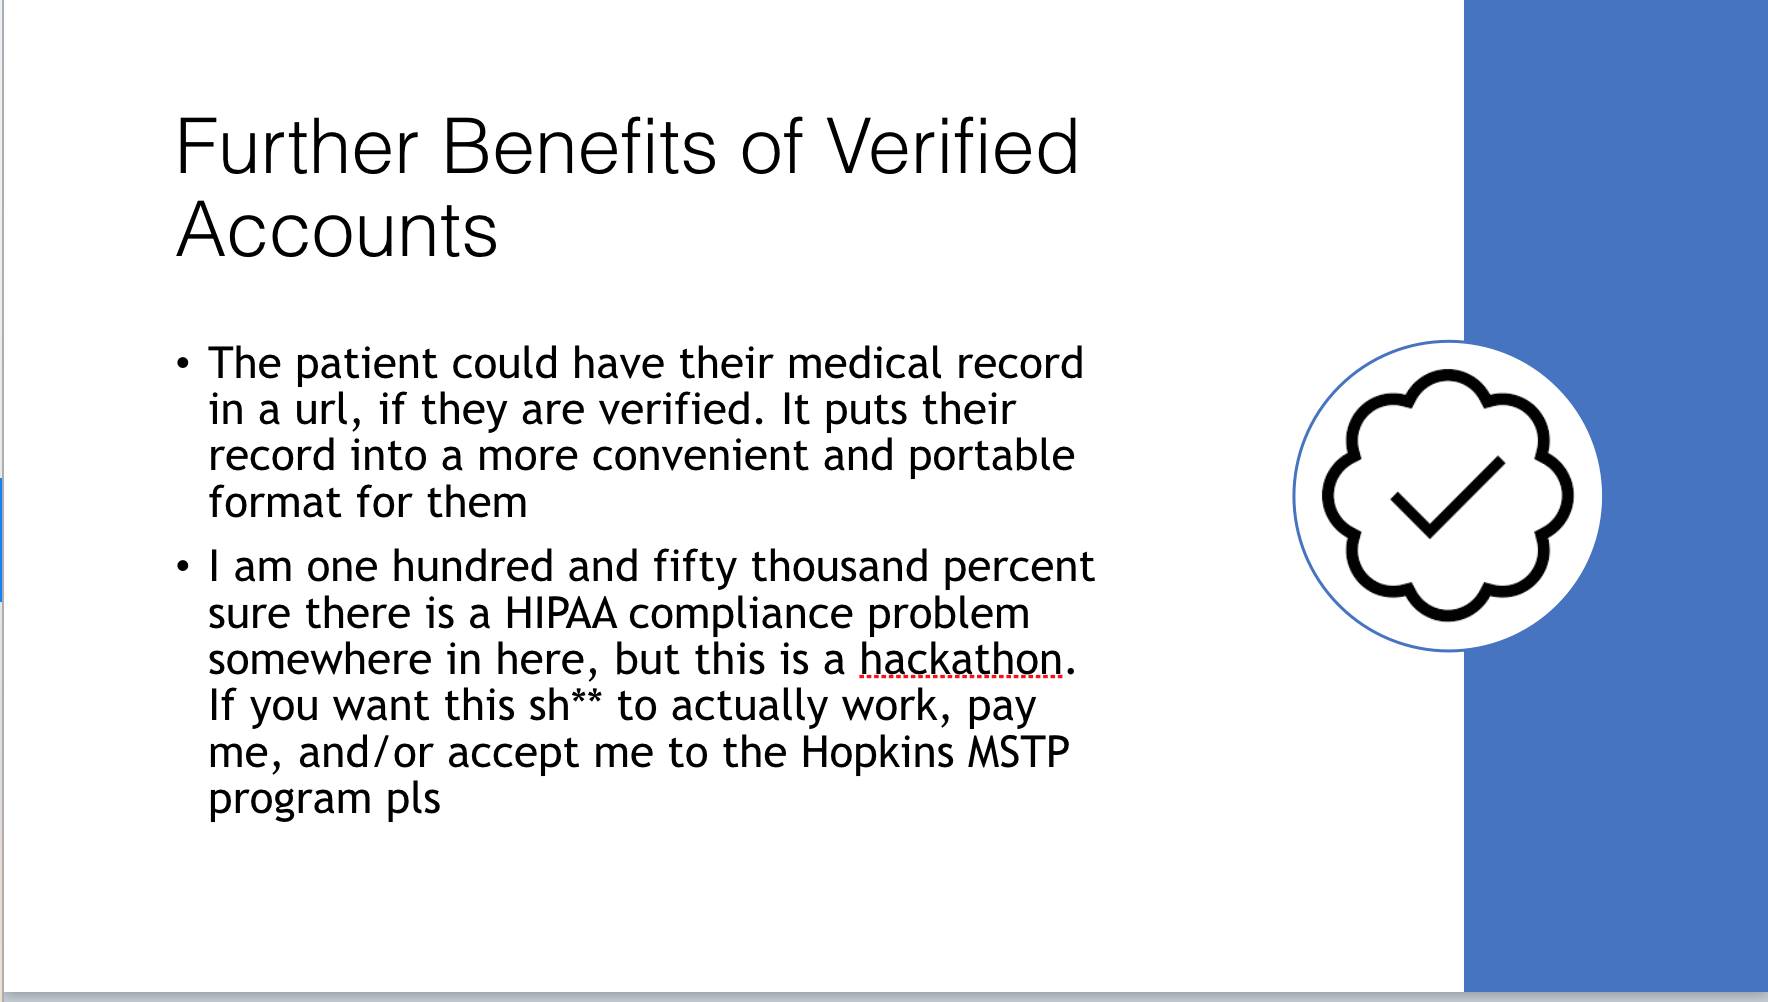 Further Benefits of Verified
Accounts
• The patient could have their medical record
in a url, if they are verified. It puts their
record into a more convenient and portable
format for them
• I am one hundred and fifty thousand percent
sure there is a HIPAA compliance problem
somewhere in here, but this is a hackathon.
If you want this sh** to actually work, pay
me, and/or accept me to the Hopkins MSTP
program pls